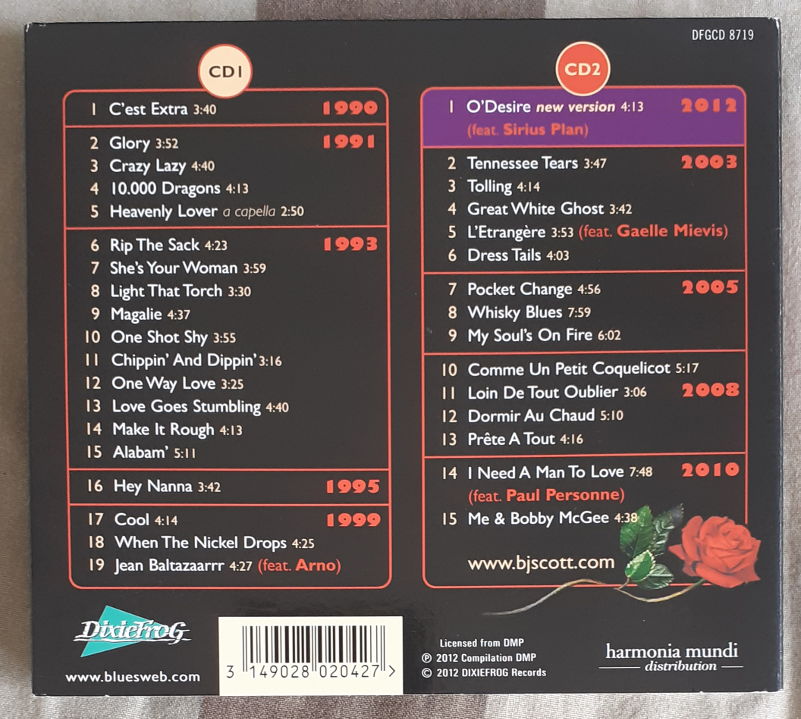 DFGCD 8719
CD1
1 C'est Extra 3:40 1990
2 Glory 3:52 1991
3 Crazy Lazy 4:40
4 10.000 Dragons 4:13
5 Heavenly Lover a capella 2:50
6 Rip The Sack 4:23 1993
7 She's Your Woman 3:59
8 Light That Torch 3:30
9 Magalie 4:37
10 One Shot Shy 3:55
11 Chippin' And Dippin' 3:16
12 One Way Love 3:25
13 Love Goes Stumbling 4:40
14 Make It Rough 4:13
15 Alabam' 5:11
16 Hey Nanna 3:42 1995
17 Cool 4:14 1999
18 When The Nickel Drops 4:25
19 Jean Baltazaarrr 4:27 (feat. Arno)
CD2
1 O'Desire new version 4:13 2012
(feat. Sirius Plan)
2 Tennessee Tears 3:47 2003
3 Tolling 4:14
4 Great White Ghost 3:42
5 L'Etrangère 3:53 (feat. Gaelle Mievis)
6 Dress Tails 4:03
7 Pocket Change 4:56 2005
8 Whisky Blues 7:59
9 My Soul's On Fire 6:02
10 Comme Un Petit Coquelicot 5:17
11 Loin De Tout Oublier 3:06 2008
12 Dormir Au Chaud 5:10
13 Prête A Tout 4:16
14 I Need A Man To Love 7:48 2010
(feat. Paul Personne)
15 Me & Bobby McGee 4:38
www.bjscott.com
DixieFroG
www.bluesweb.com
3 149028 020427 >
Licensed from DMP
℗ 2012 Compilation DMP
© 2012 DIXIEFROG Records
harmonia mundi
distribution